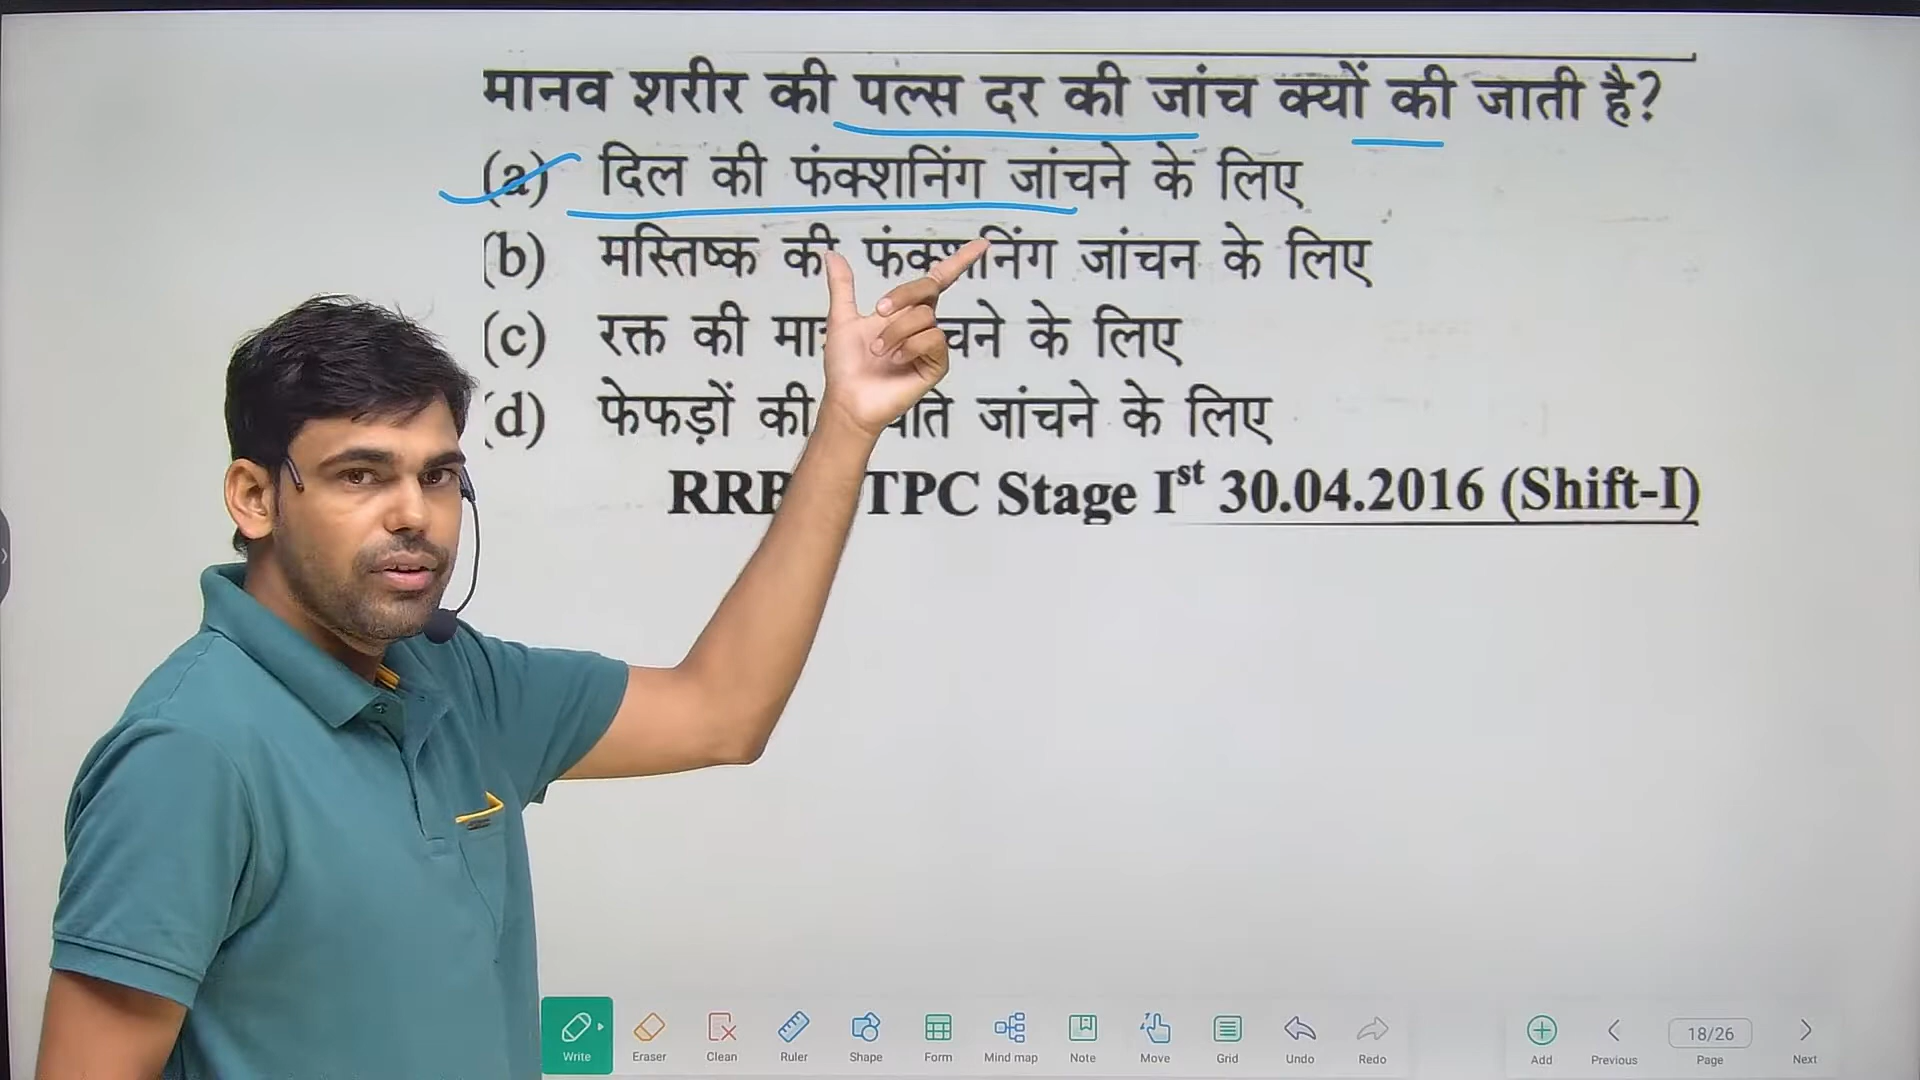 मानव शरीर की पल्स दर की जांच क्यों की जाती है?
(a) दिल की फंक्शनिंग जांचने के लिए
(b) मस्तिष्क की फंक्शनिंग जांचन के लिए
(c) रक्त की के लिए
(d) फेफड़ों की जांचने के लिए
TPC Stage Ist 30.04.2016 (Shift-I)
Write Eraser Clean Ruler Shape Form Mind map Note Move Grid Undo Redo Add Previous 18/26 Page Next